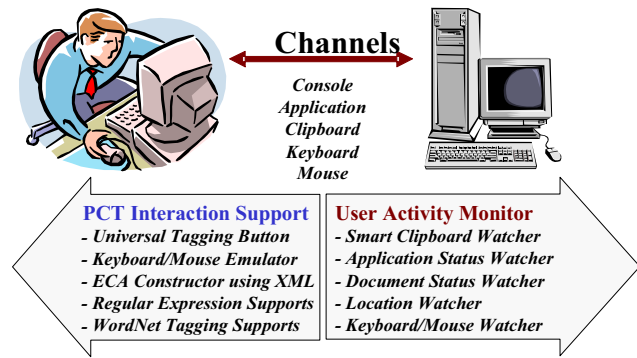 Channels
Console
Application
Clipboard
Keyboard
Mouse
PCT Interaction Support
- Universal Tagging Button
- Keyboard/Mouse Emulator
- ECA Constructor using XML
- Regular Expression Supports
- WordNet Tagging Supports
User Activity Monitor
- Smart Clipboard Watcher
- Application Status Watcher
- Document Status Watcher
- Location Watcher
- Keyboard/Mouse Watcher